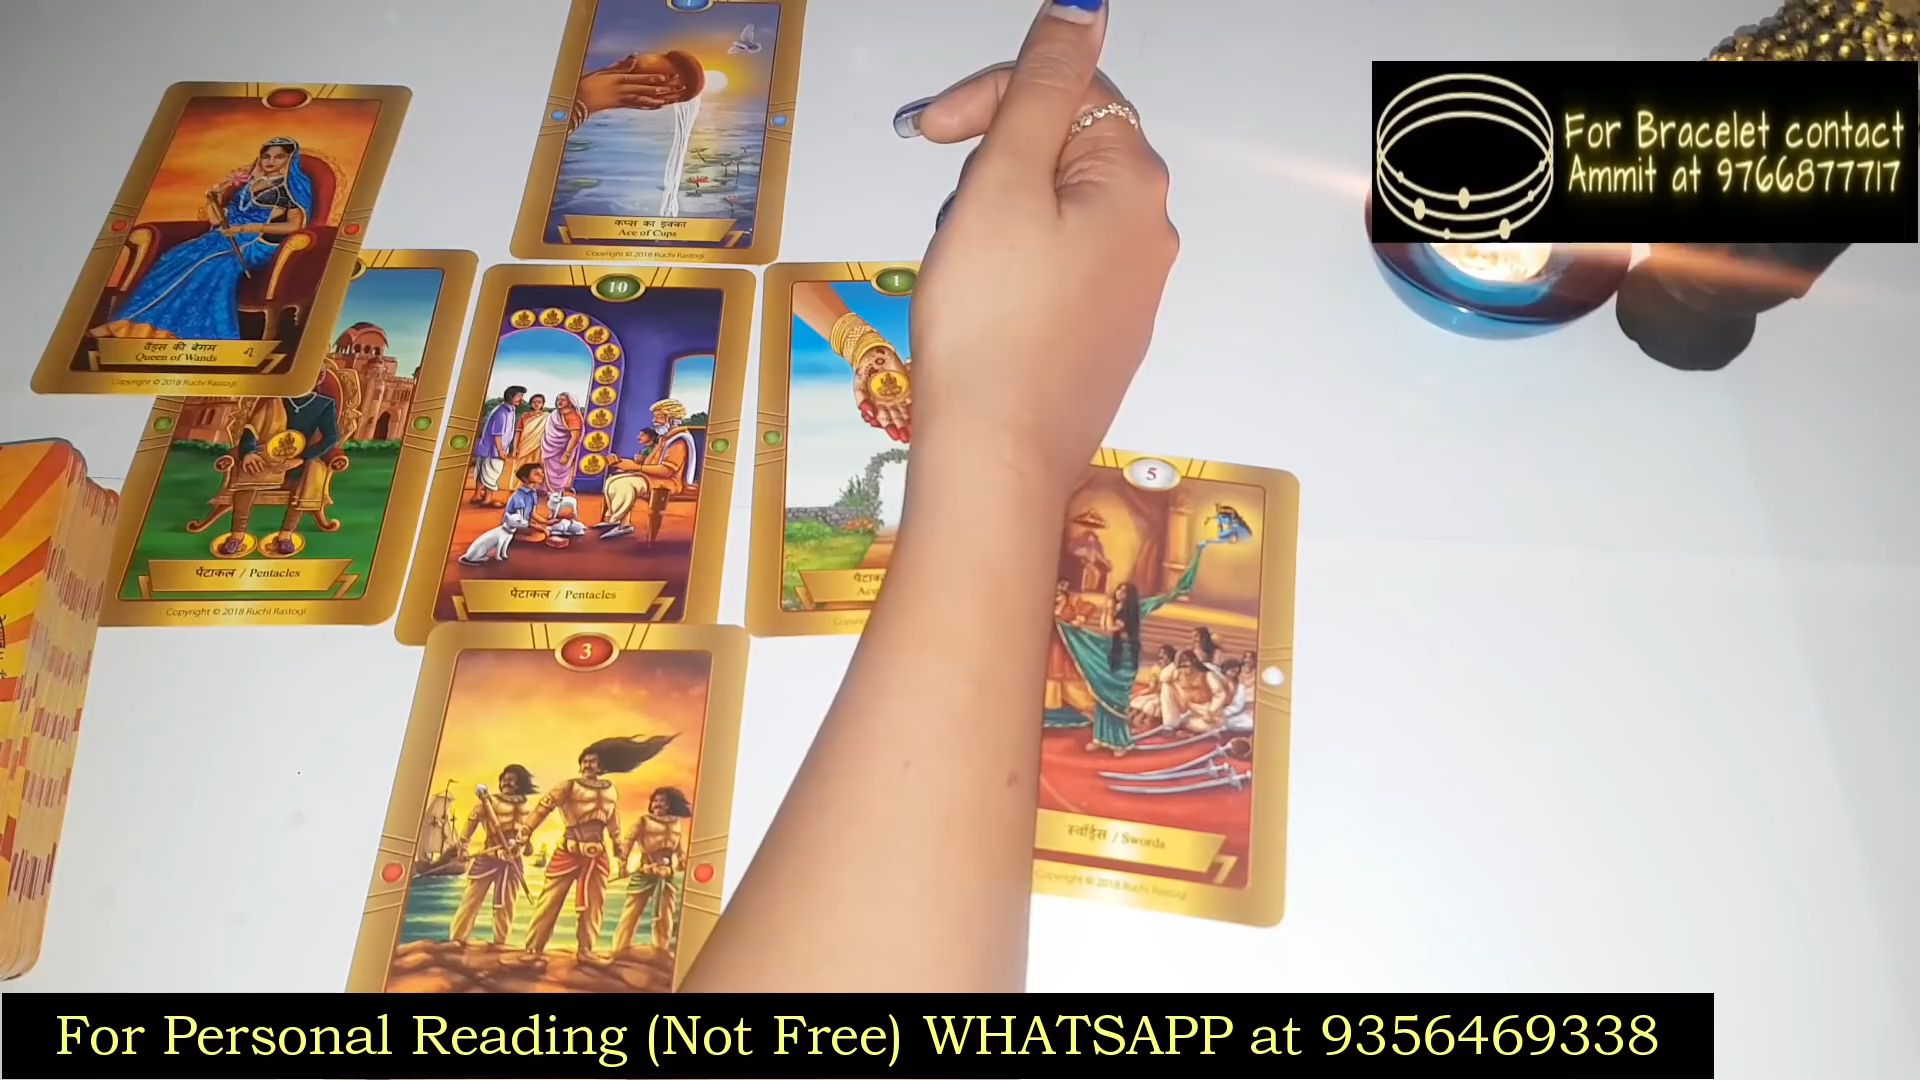 1
For Bracelet contact
Ammit at 9766877717
कप्स का इक्का
Ace of Cups
वैंड्स की बेगम
Queen of Wands
Copyright © 2018 Ruchi Rastogi
Copyright © 2018 Ruchi Rastogi
10
1
पेंटाकल / Pentacles
Copyright © 2018 Ruchi Rastogi
पेंटाकल / Pentacles
5
स्वॉर्ड्स / Swords
Copyright © 2018 Ruchi Rastogi
3
For Personal Reading (Not Free) WHATSAPP at 9356469338